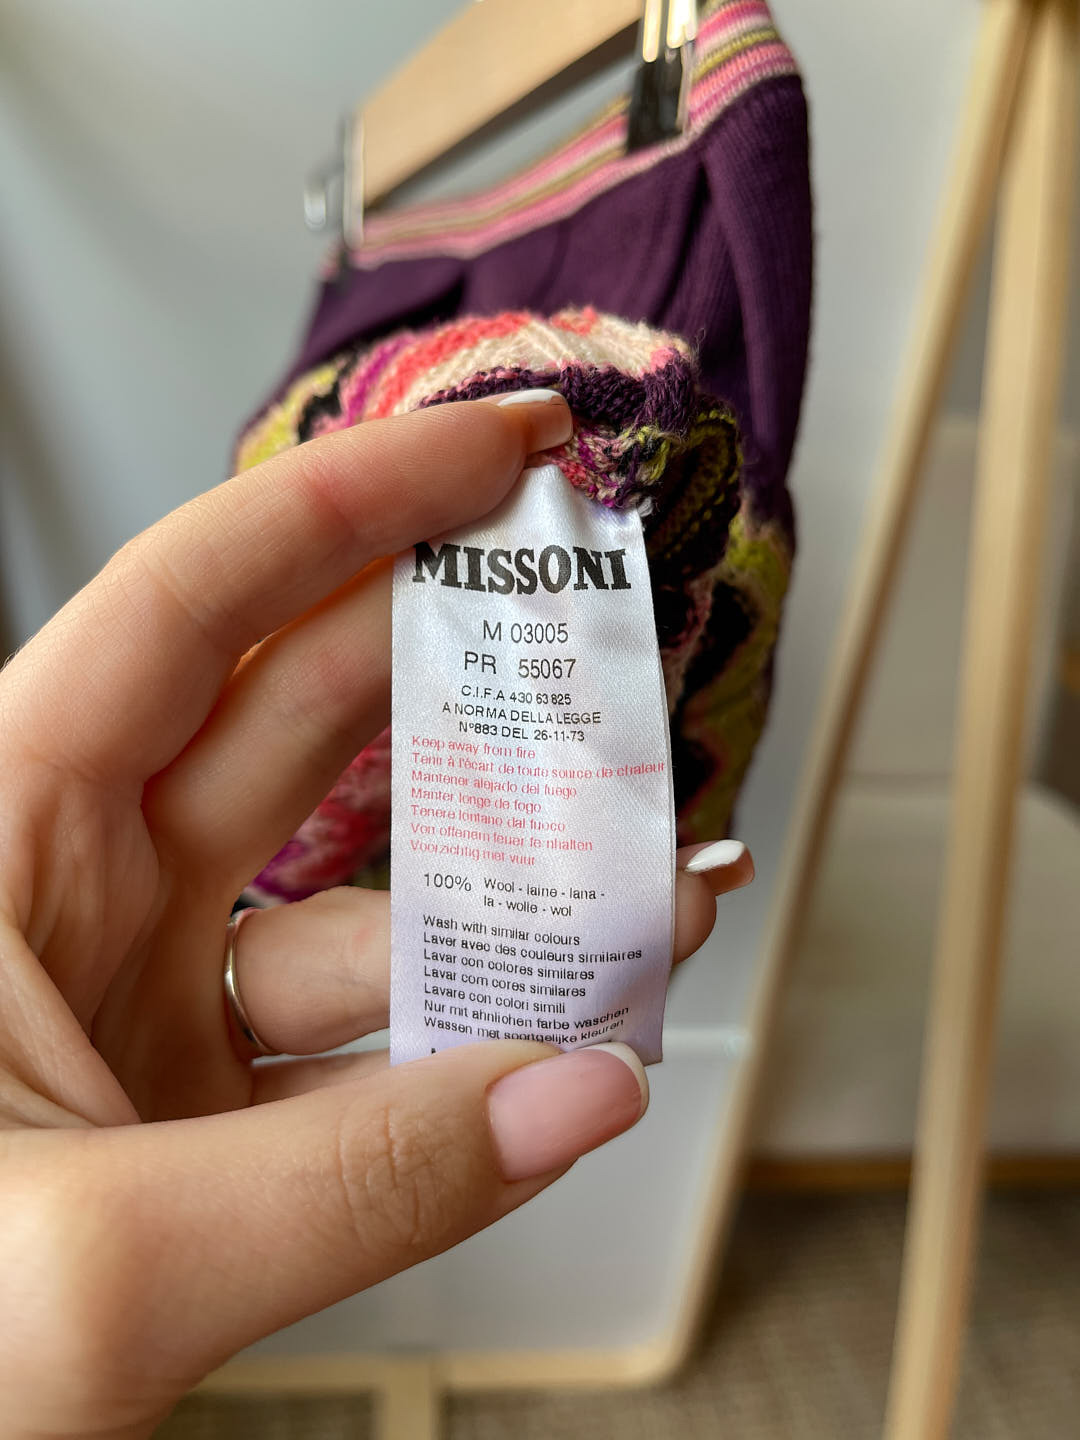 MISSONI
M 03005
PR 55067
C.I.F.A 430 63 825
A NORMA DELLA LEGGE
N°883 DEL 26-11-73
Keep away from fire
Tenir à l'écart de toute source de chaleur
Mantener alejado del fuego
Manter longe de fogo
Tenere lontano dal fuoco
Von offenem feuer fernhalten
Voorzichtig met vuur
100% Wool - laine - lana -
la - wolle - wol
Wash with similar colours
Laver avec des couleurs similaires
Lavar con colores similares
Lavar com cores similares
Lavare con colori simili
Nur mit ähnlichen farbe waschen
Wassen met soortgelijke kleuren